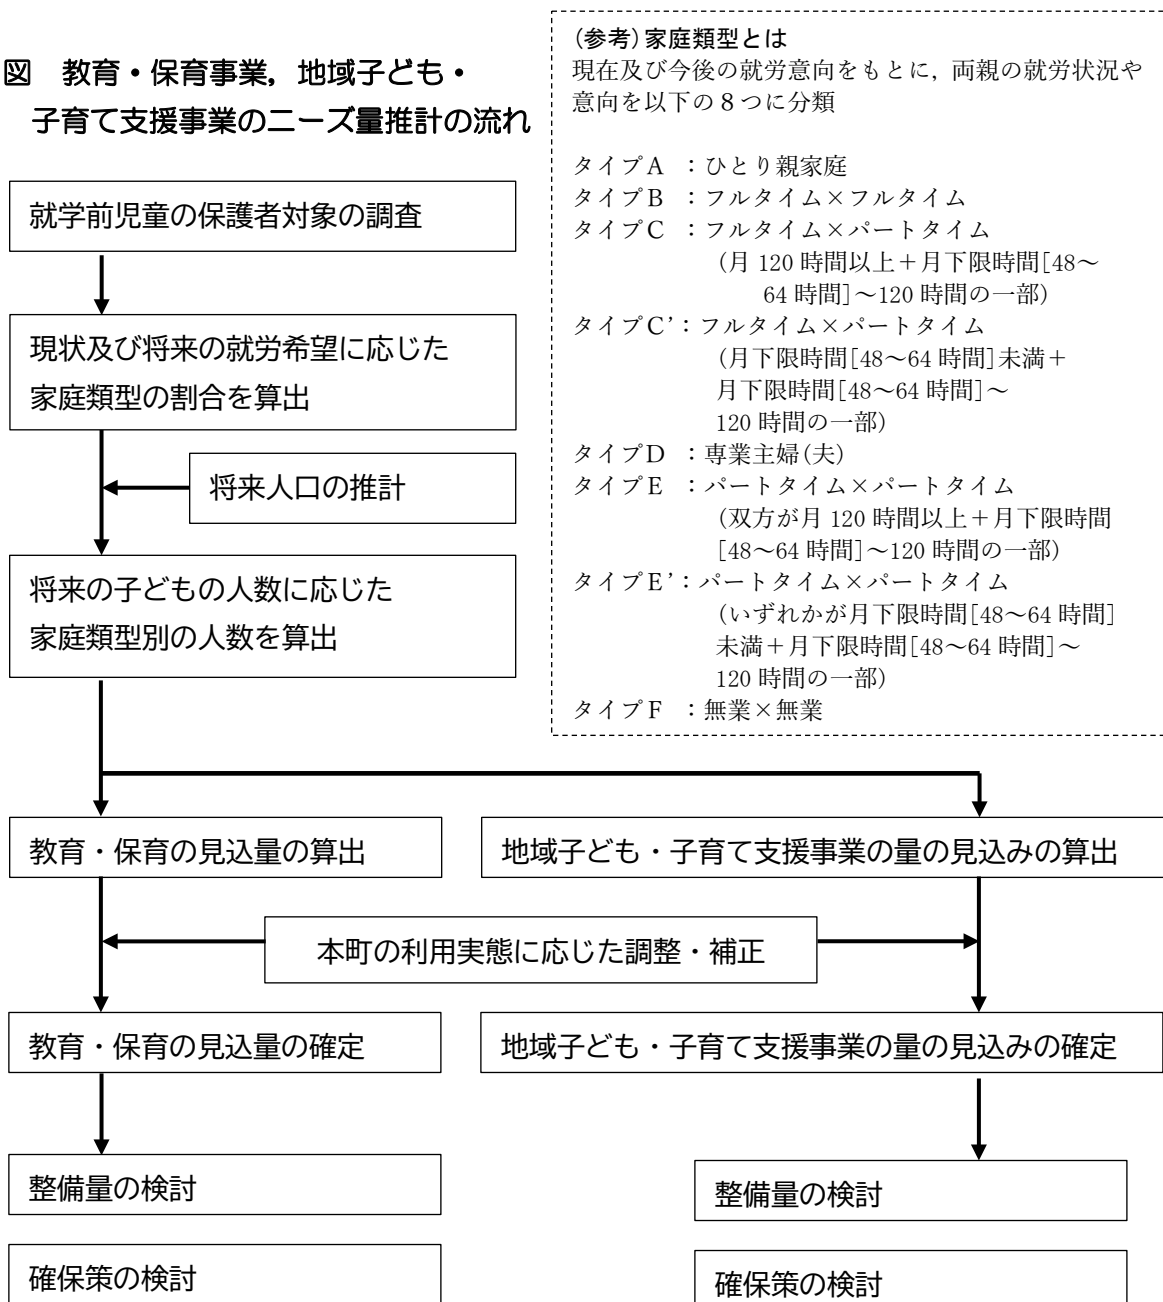 図　教育・保育事業，地域子ども・
子育て支援事業のニーズ量推計の流れ
(参考)家庭類型とは
現在及び今後の就労意向をもとに，両親の就労状況や
意向を以下の８つに分類
タイプＡ　：ひとり親家庭
タイプＢ　：フルタイム×フルタイム
タイプＣ　：フルタイム×パートタイム
(月 120 時間以上＋月下限時間[48～
64 時間]～120 時間の一部)
タイプＣ’：フルタイム×パートタイム
(月下限時間[48～64 時間]未満＋
月下限時間[48～64 時間]～
120 時間の一部)
タイプＤ　：専業主婦(夫)
タイプＥ　：パートタイム×パートタイム
(双方が月 120 時間以上＋月下限時間
[48～64 時間]～120 時間の一部)
タイプＥ’：パートタイム×パートタイム
(いずれかが月下限時間[48～64 時間]
未満＋月下限時間[48～64 時間]～
120 時間の一部)
タイプＦ　：無業×無業
就学前児童の保護者対象の調査
現状及び将来の就労希望に応じた
家庭類型の割合を算出
将来人口の推計
将来の子どもの人数に応じた
家庭類型別の人数を算出
教育・保育の見込量の算出
地域子ども・子育て支援事業の量の見込みの算出
本町の利用実態に応じた調整・補正
教育・保育の見込量の確定
地域子ども・子育て支援事業の量の見込みの確定
整備量の検討
整備量の検討
確保策の検討
確保策の検討